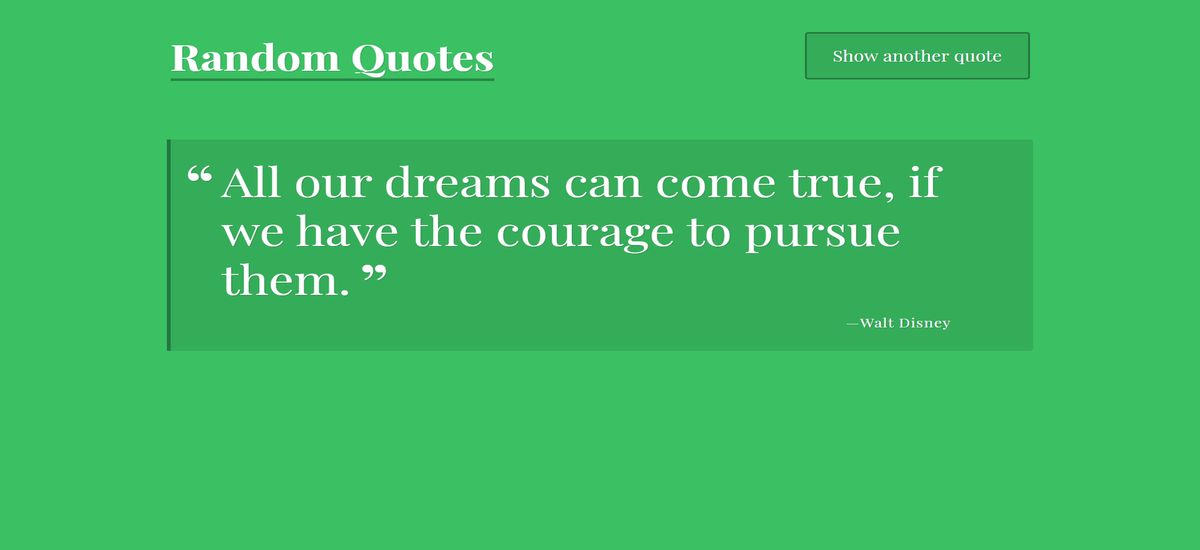 Random Quotes
Show another quote
“ All our dreams can come true, if
we have the courage to pursue
them. ”
—Walt Disney